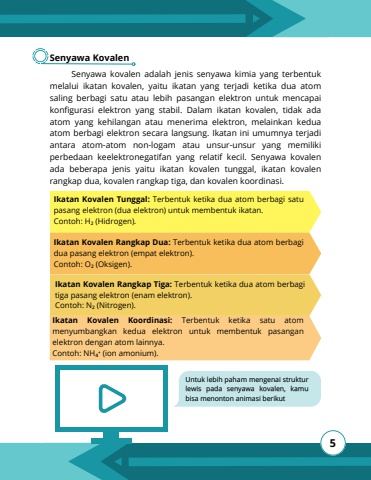 Senyawa Kovalen
Senyawa kovalen adalah jenis senyawa kimia yang terbentuk
melalui ikatan kovalen, yaitu ikatan yang terjadi ketika dua atom
saling berbagi satu atau lebih pasangan elektron untuk mencapai
konfigurasi elektron yang stabil. Dalam ikatan kovalen, tidak ada
atom yang kehilangan atau menerima elektron, melainkan kedua
atom berbagi elektron secara langsung. Ikatan ini umumnya terjadi
antara atom-atom non-logam atau unsur-unsur yang memiliki
perbedaan keelektronegatifan yang relatif kecil. Senyawa kovalen
ada beberapa jenis yaitu ikatan kovalen tunggal, ikatan kovalen
rangkap dua, kovalen rangkap tiga, dan kovalen koordinasi.
Ikatan Kovalen Tunggal: Terbentuk ketika dua atom berbagi satu
pasang elektron (dua elektron) untuk membentuk ikatan.
Contoh: H₂ (Hidrogen).
Ikatan Kovalen Rangkap Dua: Terbentuk ketika dua atom berbagi
dua pasang elektron (empat elektron).
Contoh: O₂ (Oksigen).
Ikatan Kovalen Rangkap Tiga: Terbentuk ketika dua atom berbagi
tiga pasang elektron (enam elektron).
Contoh: N₂ (Nitrogen).
Ikatan Kovalen Koordinasi: Terbentuk ketika satu atom
menyumbangkan kedua elektron untuk membentuk pasangan
elektron dengan atom lainnya.
Contoh: NH₄⁺ (ion amonium).
Untuk lebih paham mengenai struktur
lewis pada senyawa kovalen, kamu
bisa menonton animasi berikut
5